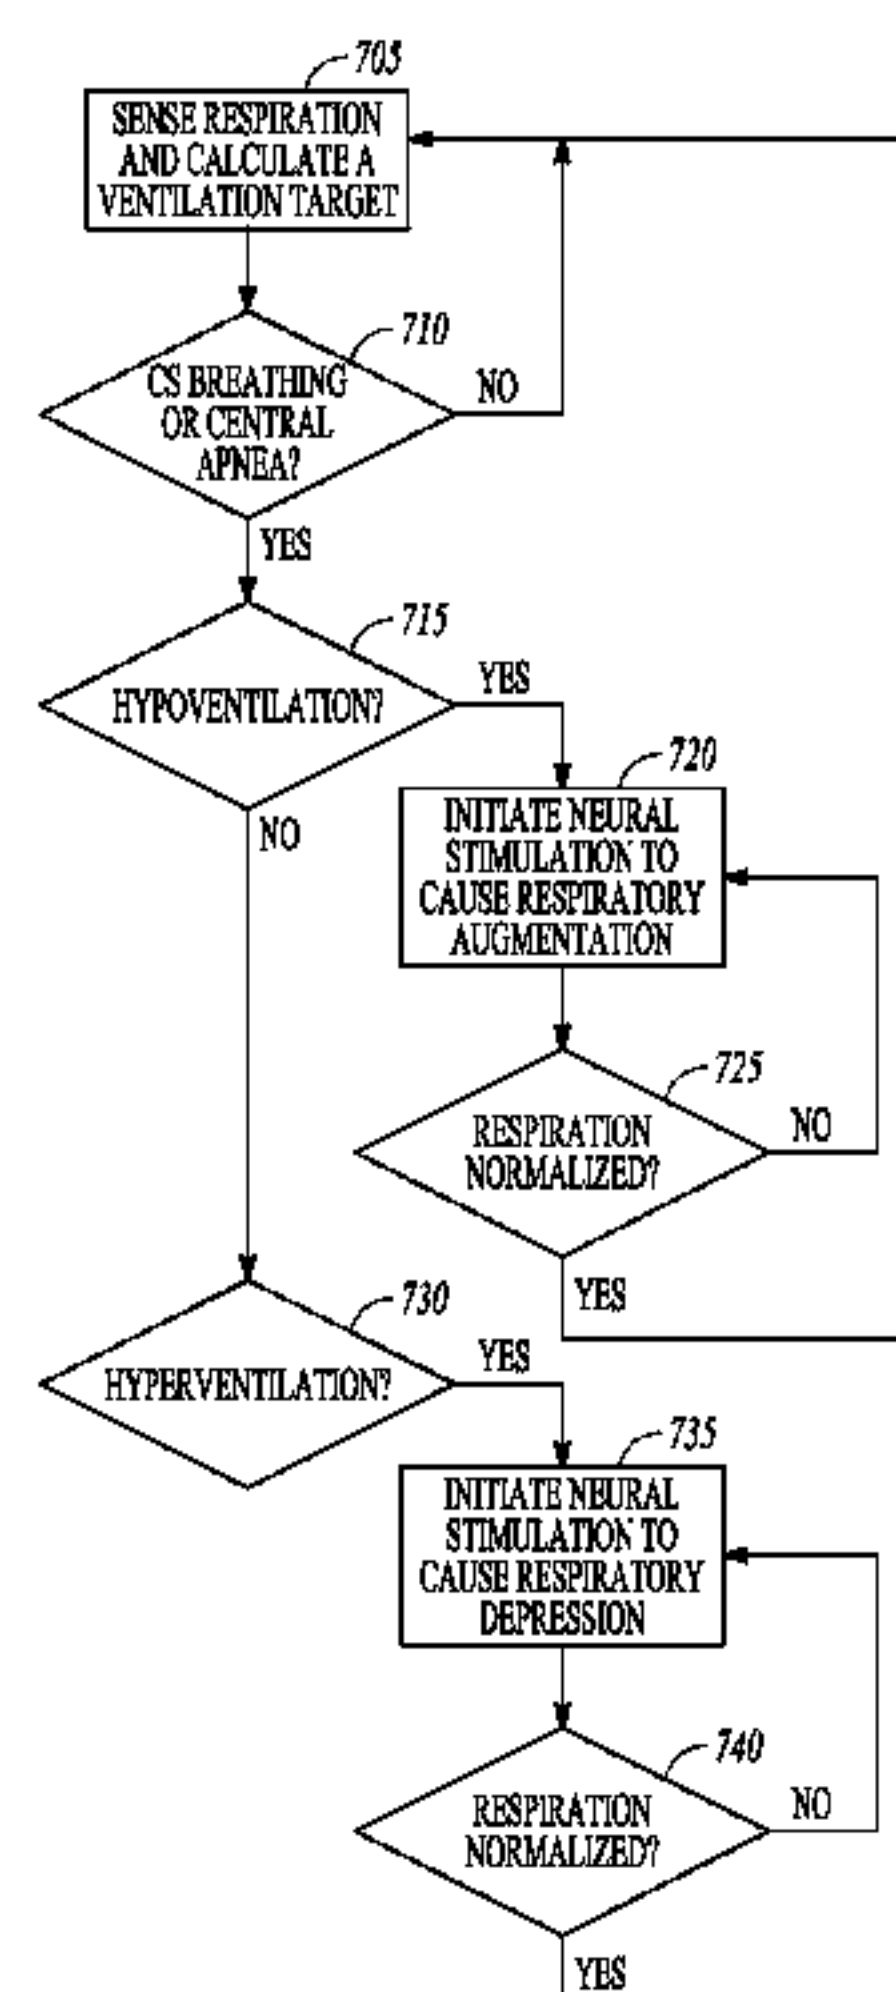 705
SENSE RESPIRATION
AND CALCULATE A
VENTILATION TARGET
710
CS BREATHING
OR CENTRAL
APNEA?
NO
YES
715
HYPOVENTILATION?
YES
NO
720
INITIATE NEURAL
STIMULATION TO
CAUSE RESPIRATORY
AUGMENTATION
725
RESPIRATION
NORMALIZED?
NO
YES
730
HYPERVENTILATION?
YES
735
INITIATE NEURAL
STIMULATION TO
CAUSE RESPIRATORY
DEPRESSION
740
RESPIRATION
NORMALIZED?
NO
YES